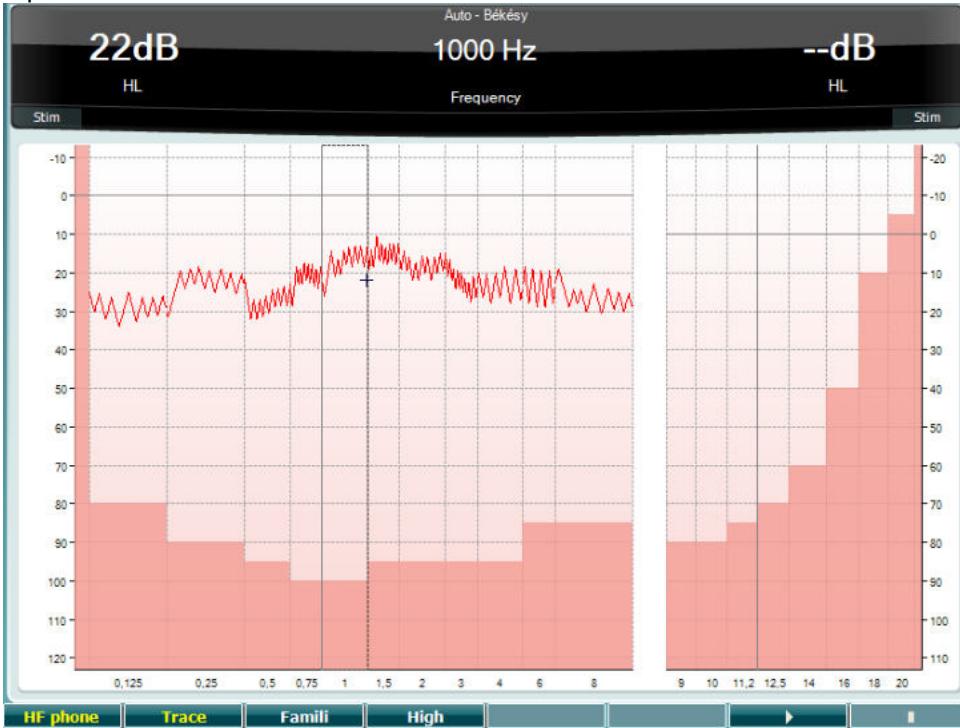 Auto - Békésy
22dB 1000 Hz --dB
HL HL
Frequency
Stim Stim
-10 -20
0 -10
10 0
20 10
30 20
40 30
50 40
60 50
70 60
80 70
90 80
100 90
110 100
120 110
0,125 0,25 0,5 0,75 1 1,5 2 3 4 6 8 9 10 11,2 12,5 14 16 18 20
HF phone Trace Famili High